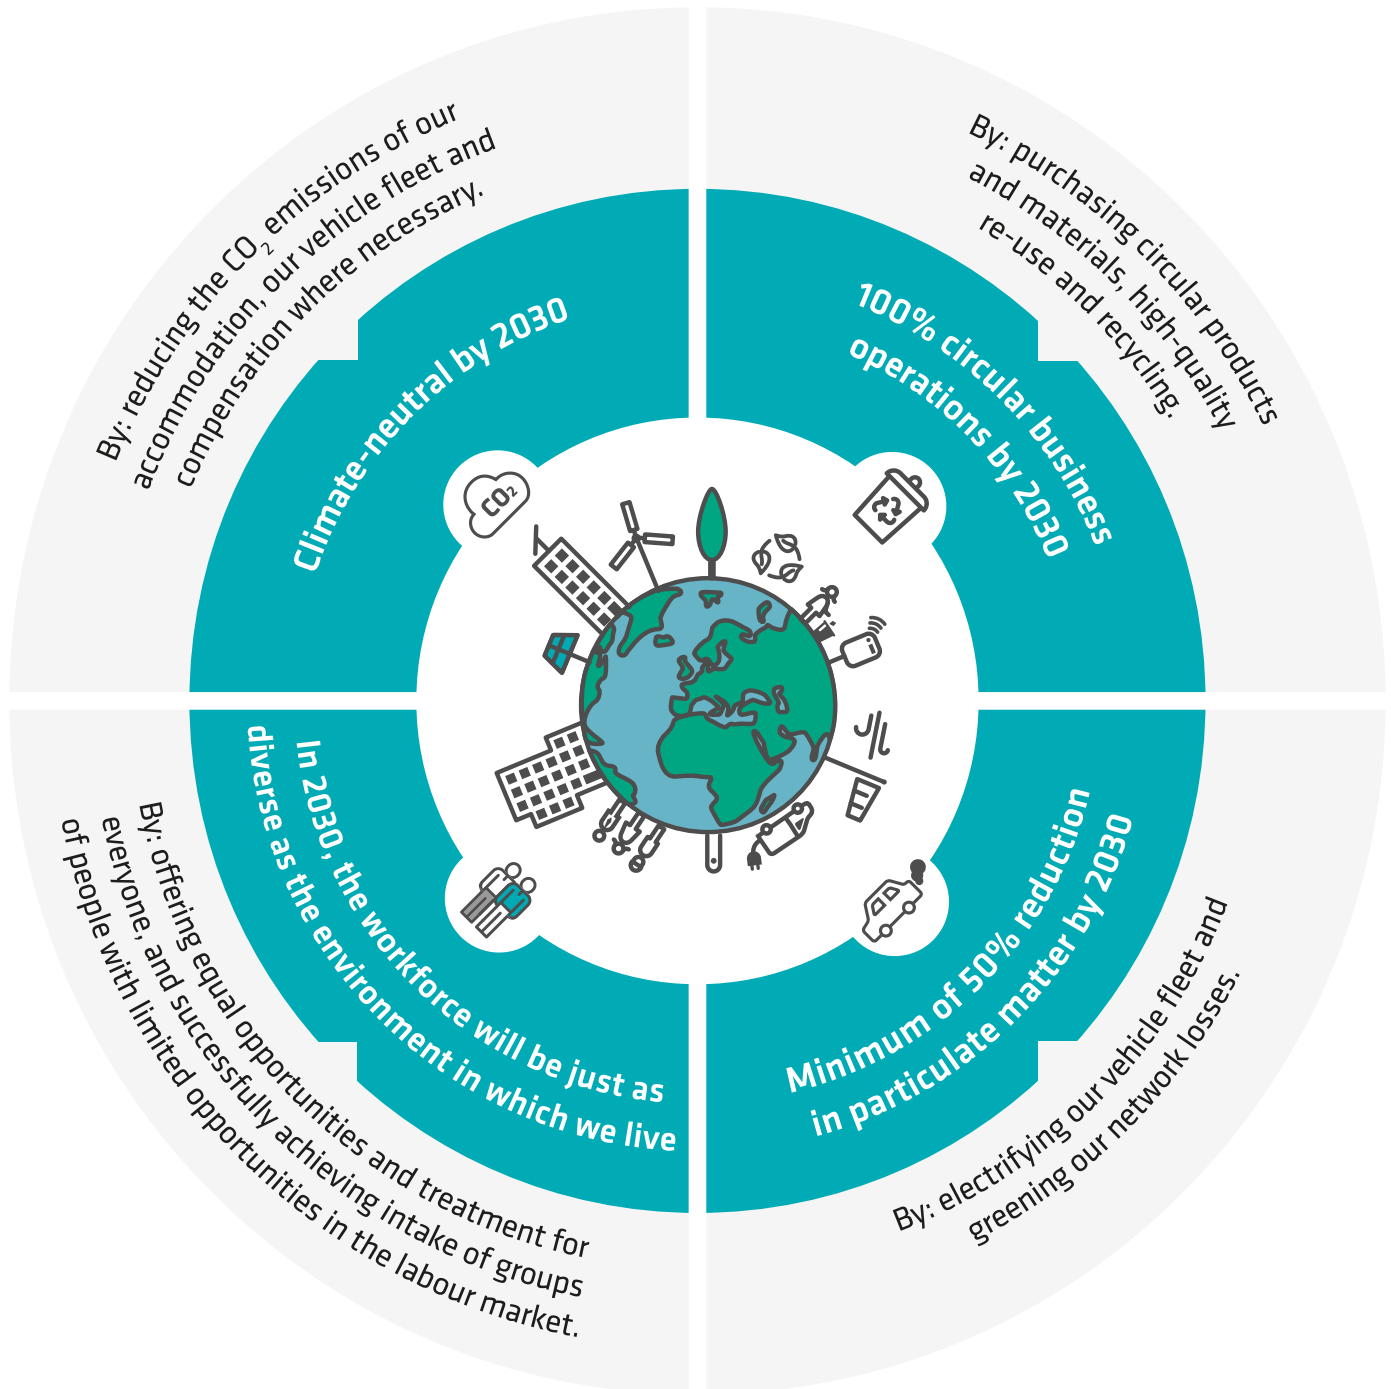 By: reducing the CO₂ emissions of our
accommodation, our vehicle fleet and
compensation where necessary.
Climate-neutral by 2030
CO₂
By: purchasing circular products
and materials, high-quality
re-use and recycling.
100% circular business
operations by 2030
In 2030, the workforce will be just as
diverse as the environment in which we live
By: offering equal opportunities and treatment for
everyone, and successfully achieving intake of groups
of people with limited opportunities in the labour market.
Minimum of 50% reduction
in particulate matter by 2030
By: electrifying our vehicle fleet and
greening our network losses.